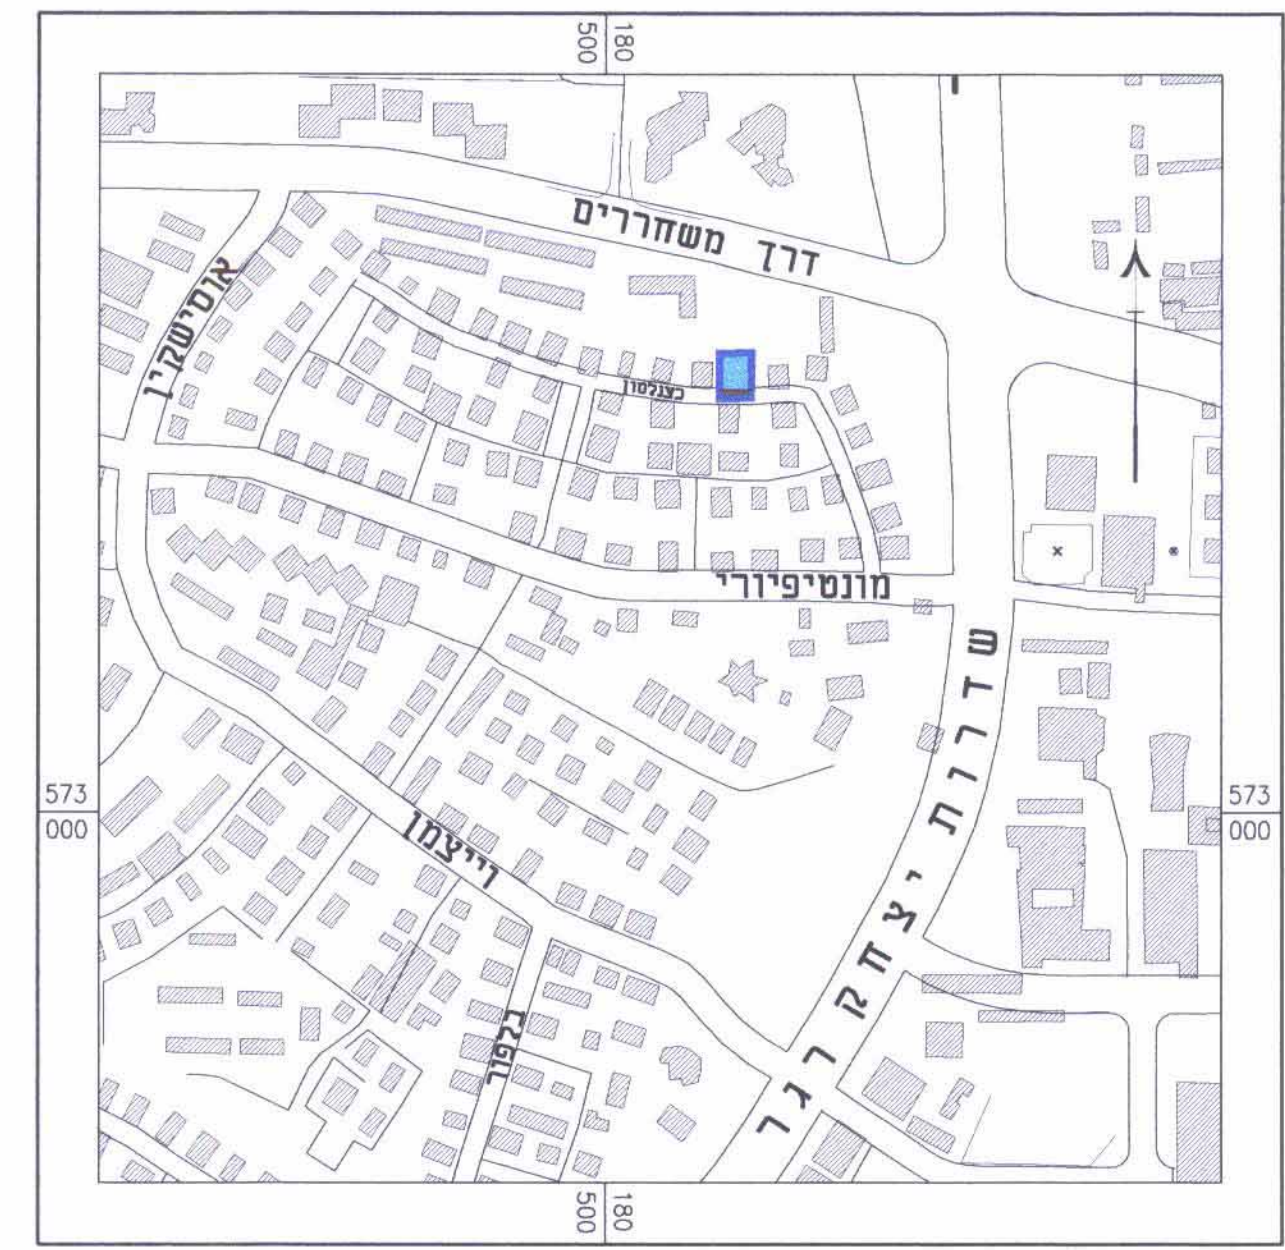 500 180
דרך משחררים
אוסישקין
כצנלסון
מונטיפיורי
שדרות יצחק רגר
573
000
573
000
וייצמן
בלפור
500 180